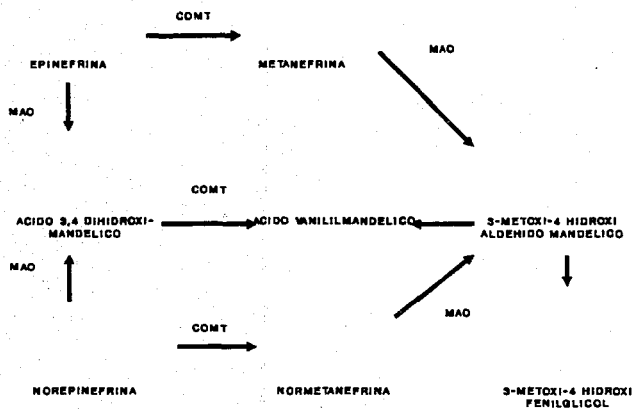 COMT
EPINEFRINA
METANEFRINA
MAO
MAO
COMT
ACIDO 3,4 DIHIDROXI-
MANDELICO
ACIDO VANILILMANDELICO
3-METOXI-4 HIDROXI
ALDEHIDO MANDELICO
MAO
COMT
MAO
NOREPINEFRINA
NORMETANEFRINA
3-METOXI-4 HIDROXI
FENILGLICOL